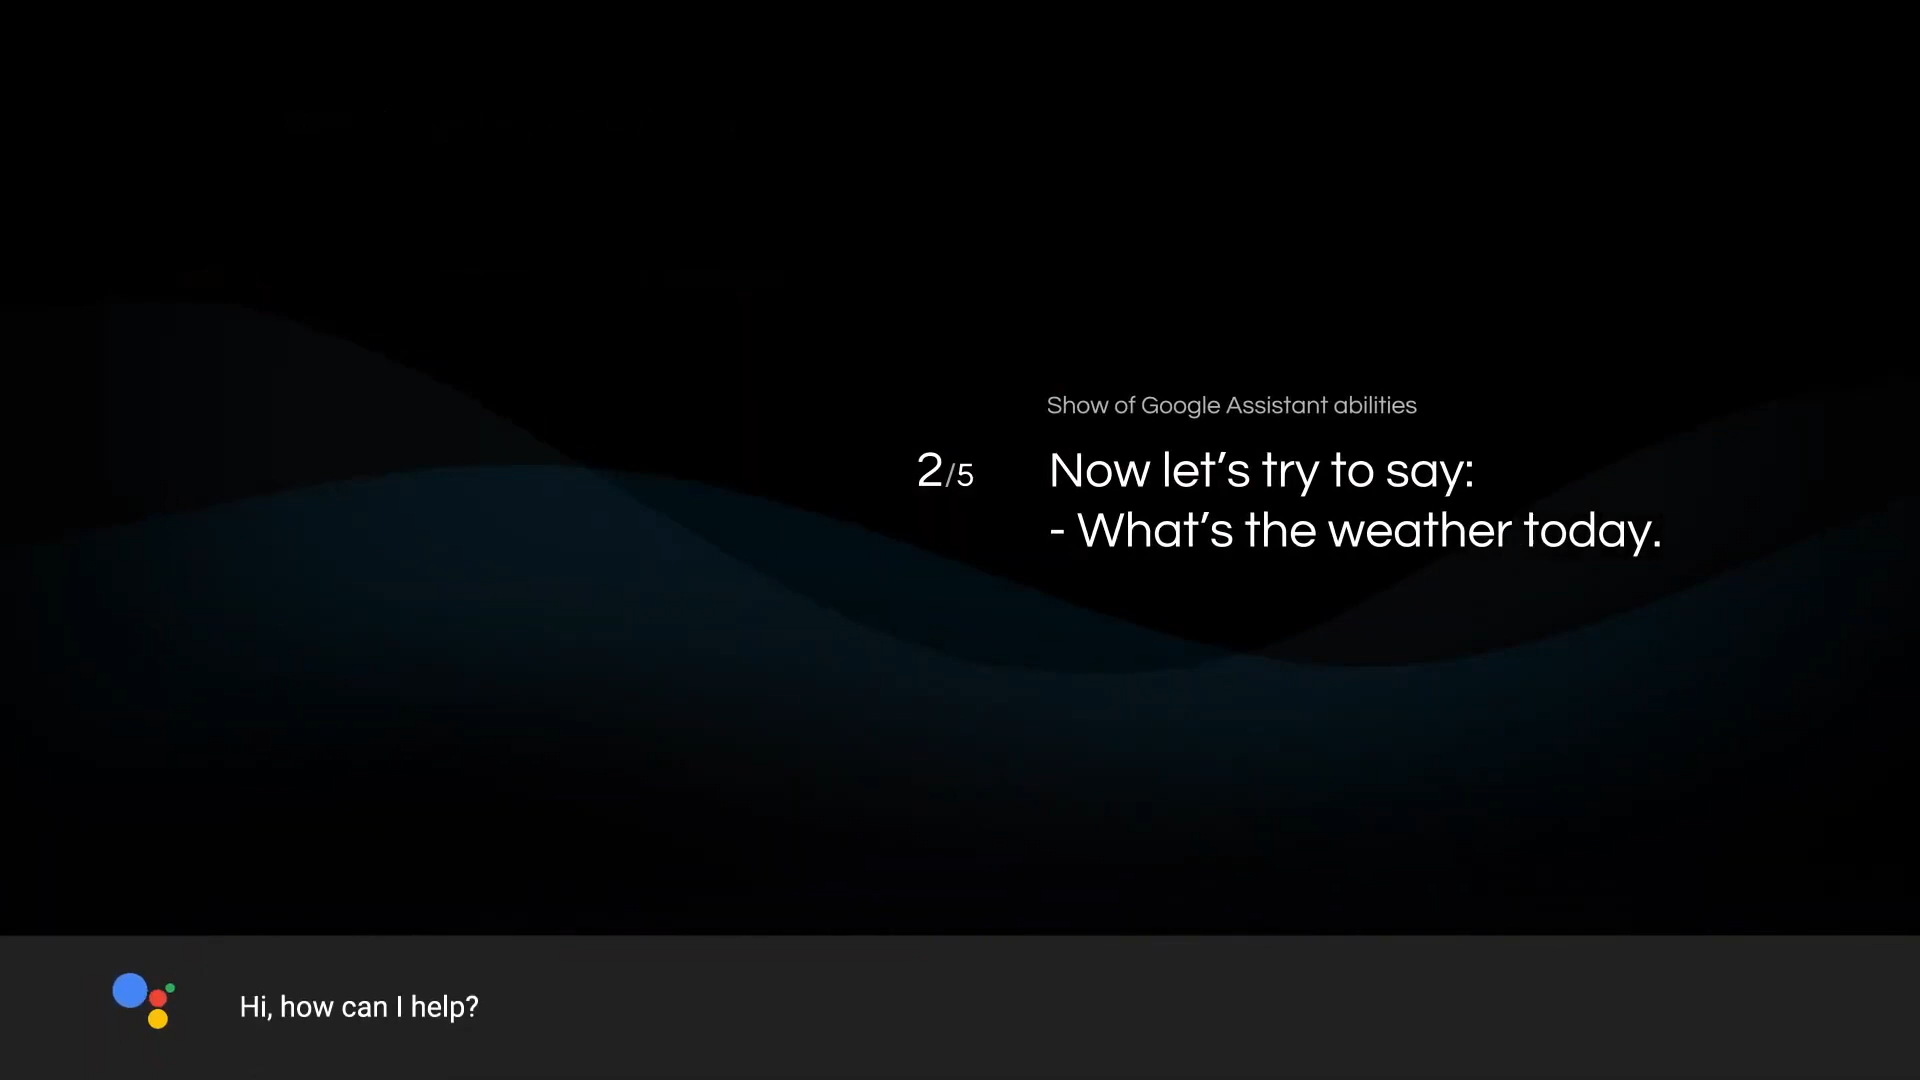 Show of Google Assistant abilities
2/5
Now let’s try to say:
- What’s the weather today.
Hi, how can I help?